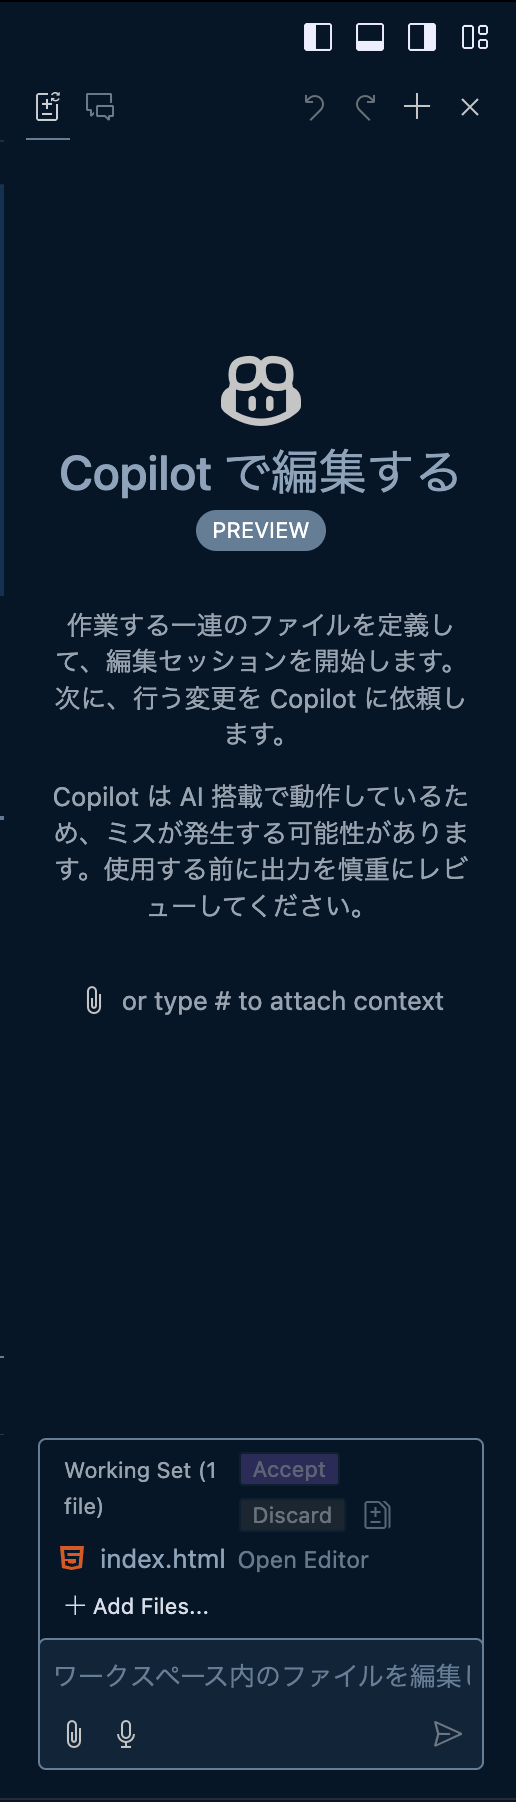 Copilot で編集する
PREVIEW
作業する一連のファイルを定義し
て、編集セッションを開始します。
次に、行う変更を Copilot に依頼し
ます。
Copilot は AI 搭載で動作しているた
め、ミスが発生する可能性がありま
す。使用する前に出力を慎重にレビ
ューしてください。
or type # to attach context
Working Set (1
file)
Accept
Discard
index.html Open Editor
Add Files...
ワークスペース内のファイルを編集し